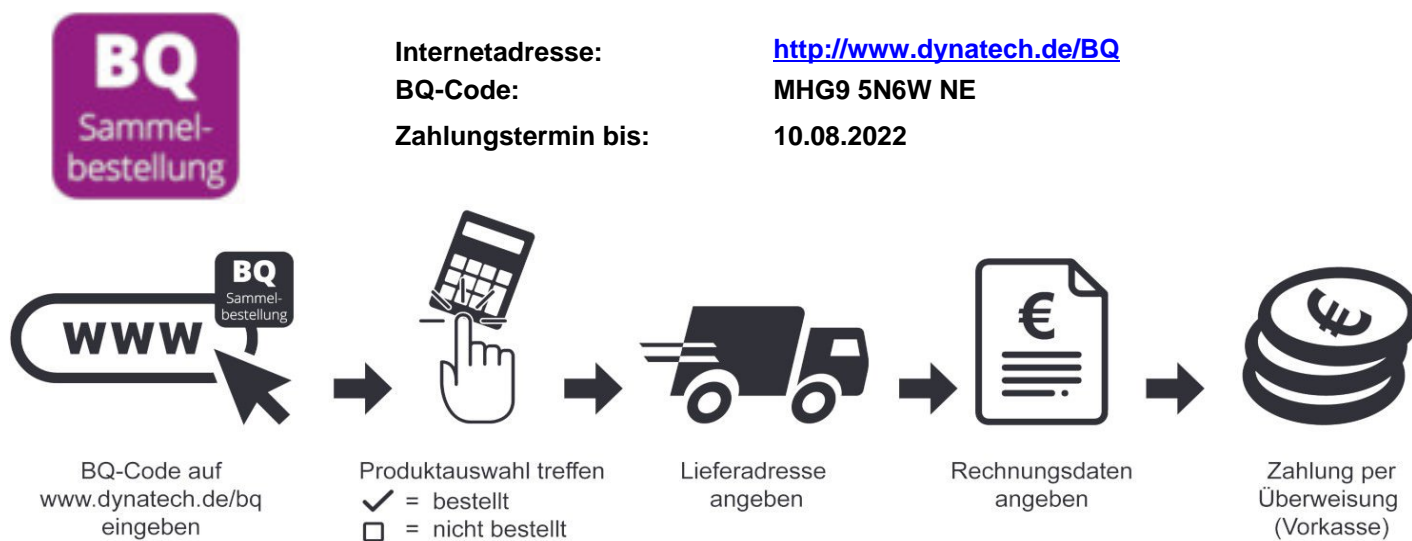 BQ
Sammel-
bestellung
Internetadresse: http://www.dynatech.de/BQ
BQ-Code: MHG9 5N6W NE
Zahlungstermin bis: 10.08.2022
WWW
BQ
Sammel-
bestellung
€
€
BQ-Code auf
www.dynatech.de/bq
eingeben
Produktauswahl treffen
✓ = bestellt
☐ = nicht bestellt
Lieferadresse
angeben
Rechnungsdaten
angeben
Zahlung per
Überweisung
(Vorkasse)